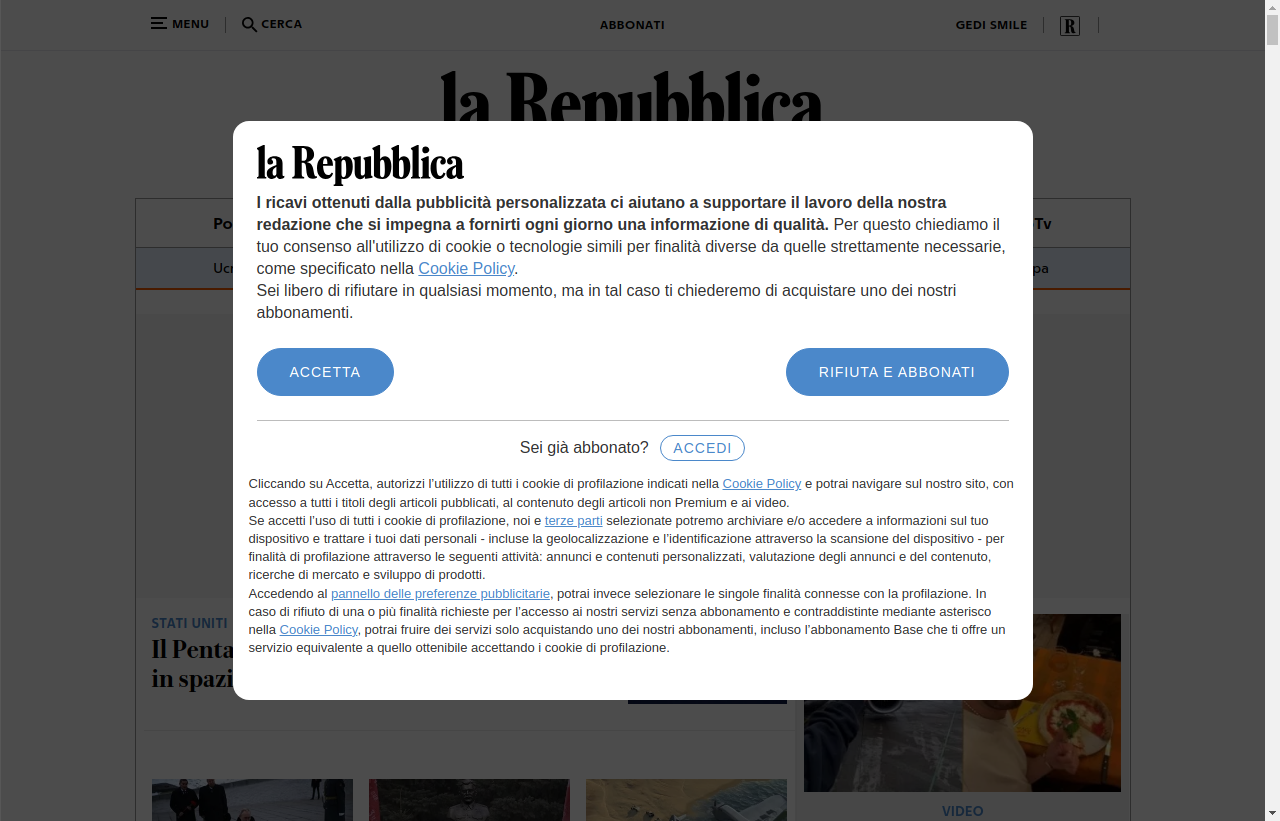 MENU
CERCA
ABBONATI
GEDI SMILE
R
la Repubblica
la Repubblica
I ricavi ottenuti dalla pubblicità personalizzata ci aiutano a supportare il lavoro della nostra
redazione che si impegna a fornirti ogni giorno una informazione di qualità. Per questo chiediamo il
tuo consenso all'utilizzo di cookie o tecnologie simili per finalità diverse da quelle strettamente necessarie,
come specificato nella Cookie Policy.
Sei libero di rifiutare in qualsiasi momento, ma in tal caso ti chiederemo di acquistare uno dei nostri
abbonamenti.
ACCETTA
RIFIUTA E ABBONATI
Sei già abbonato? ACCEDI
Cliccando su Accetta, autorizzi l’utilizzo di tutti i cookie di profilazione indicati nella Cookie Policy e potrai navigare sul nostro sito, con
accesso a tutti i titoli degli articoli pubblicati, al contenuto degli articoli non Premium e ai video.
Se accetti l’uso di tutti i cookie di profilazione, noi e terze parti selezionate potremo archiviare e/o accedere a informazioni sul tuo
dispositivo e trattare i tuoi dati personali - incluse la geolocalizzazione e l’identificazione attraverso la scansione del dispositivo - per
finalità di profilazione attraverso le seguenti attività: annunci e contenuti personalizzati, valutazione degli annunci e del contenuto,
ricerche di mercato e sviluppo di prodotti.
Accedendo al pannello delle preferenze pubblicitarie, potrai invece selezionare le singole finalità connesse con la profilazione. In
caso di rifiuto di una o più finalità richieste per l’accesso ai nostri servizi senza abbonamento e contraddistinte mediante asterisco
nella Cookie Policy, potrai fruire dei servizi solo acquistando uno dei nostri abbonamenti, incluso l’abbonamento Base che ti offre un
servizio equivalente a quello ottenibile accettando i cookie di profilazione.
STATI UNITI
Il Penta
in spazi
VIDEO